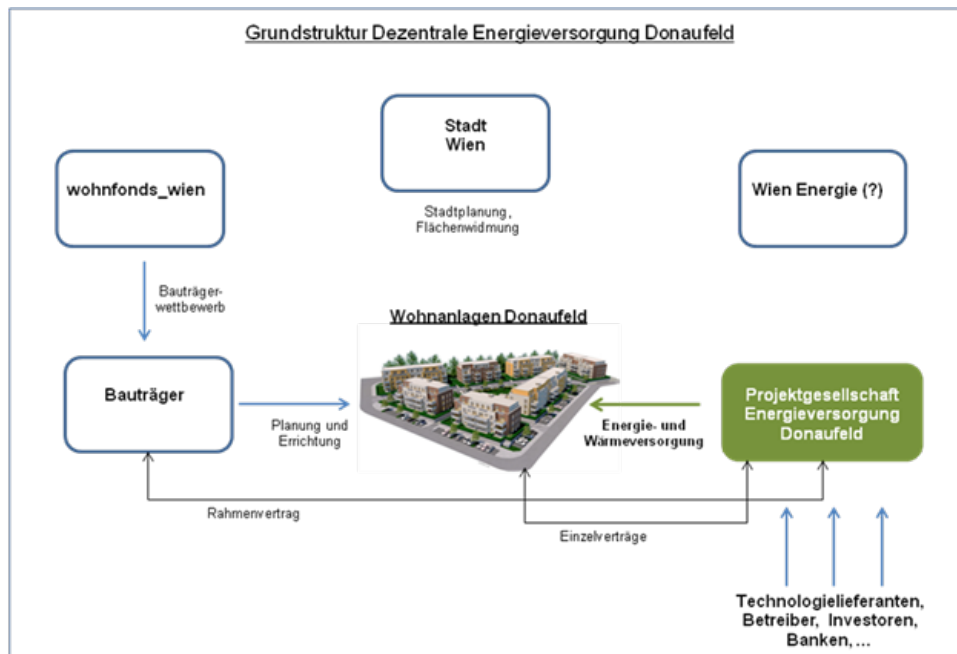 Grundstruktur Dezentrale Energieversorgung Donaufeld
Stadt
Wien
wohnfonds_wien
Wien Energie (?)
Stadtplanung,
Flächenwidmung
Bauträger-
wettbewerb
Wohnanlagen Donaufeld
Bauträger
Planung und
Errichtung
Energie- und
Wärmeversorgung
Projektgesellschaft
Energieversorgung
Donaufeld
Rahmenvertrag
Einzelverträge
Technologielieferanten,
Betreiber, Investoren,
Banken, ...